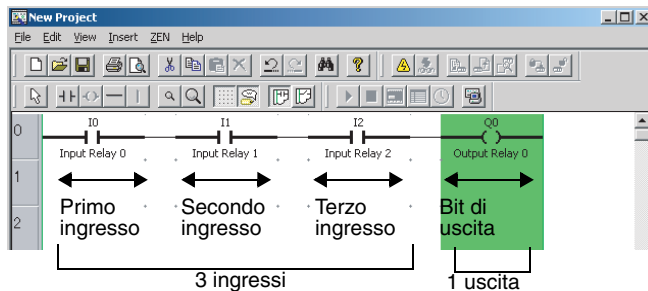 New Project
File Edit View Insert ZEN Help
0 I0 I1 I2 Q0
Input Relay 0 Input Relay 1 Input Relay 2 Output Relay 0
1
Primo ingresso
Secondo ingresso
Terzo ingresso
Bit di uscita
2
3 ingressi
1 uscita